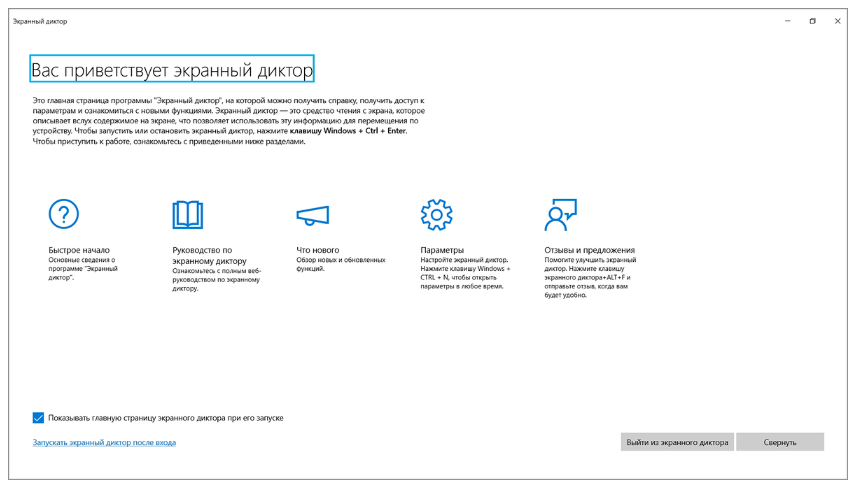 Экранный диктор
Вас приветствует экранный диктор
Это главная страница программы "Экранный диктор", на которой можно получить справку, получить доступ к
параметрам и ознакомиться с новыми функциями. Экранный диктор — это средство чтения с экрана, которое
описывает вслух содержимое на экране, что позволяет использовать эту информацию для перемещения по
устройству. Чтобы запустить или остановить экранный диктор, нажмите клавишу Windows + Ctrl + Enter.
Чтобы приступить к работе, ознакомьтесь с приведенными ниже разделами.
Быстрое начало
Основные сведения о
программе "Экранный
диктор".
Руководство по
экранному диктору
Ознакомьтесь с полным веб-
руководством по экранному
диктору.
Что нового
Обзор новых и обновленных
функций.
Параметры
Настройте экранный диктор.
Нажмите клавишу Windows +
CTRL + N, чтобы открыть
параметры в любое время.
Отзывы и предложения
Помогите улучшить экранный
диктор. Нажмите клавишу
экранного диктора+ALT+F и
отправьте отзыв, когда вам
будет удобно.
Показывать главную страницу экранного диктора при его запуске
Запускать экранный диктор после входа
Выйти из экранного диктора
Свернуть